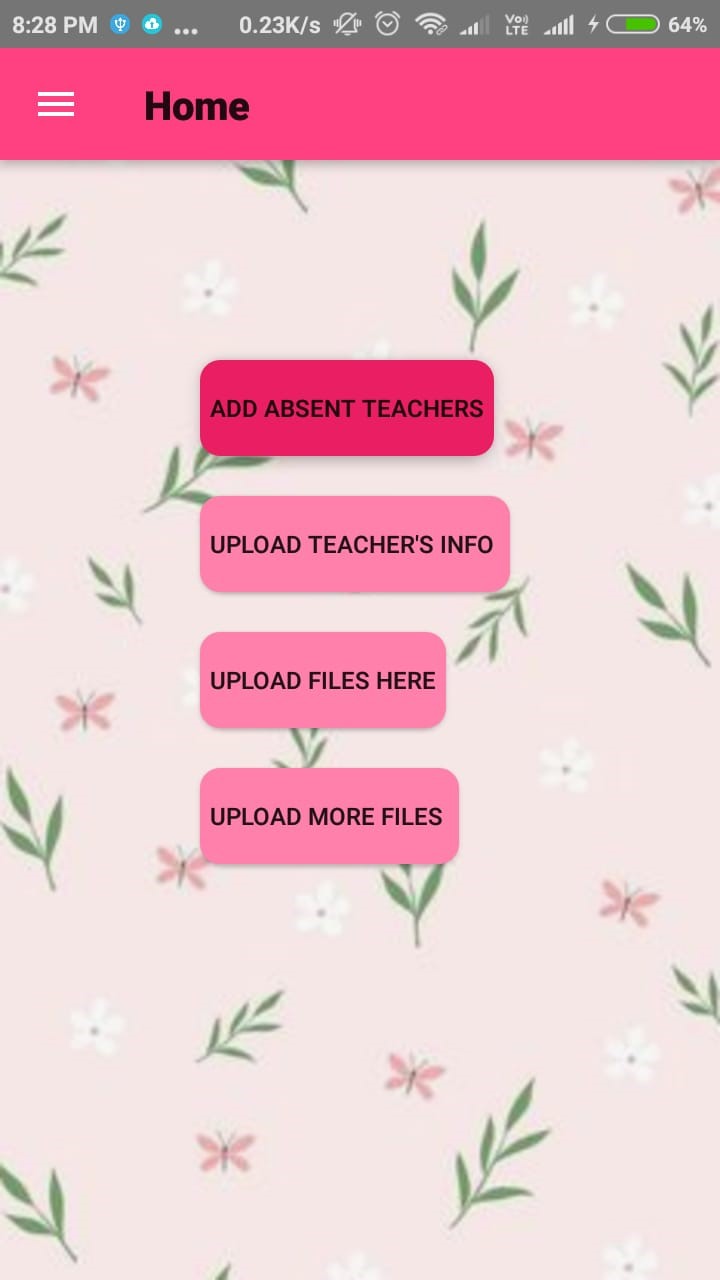 8:28 PM ... 0.23K/s Vo) LTE 64%
Home
ADD ABSENT TEACHERS
UPLOAD TEACHER'S INFO
UPLOAD FILES HERE
UPLOAD MORE FILES